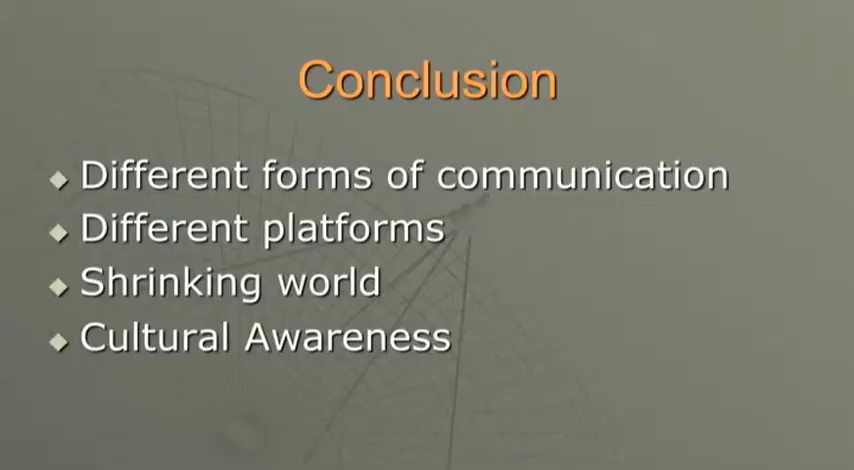 Conclusion
Different forms of communication
Different platforms
Shrinking world
Cultural Awareness